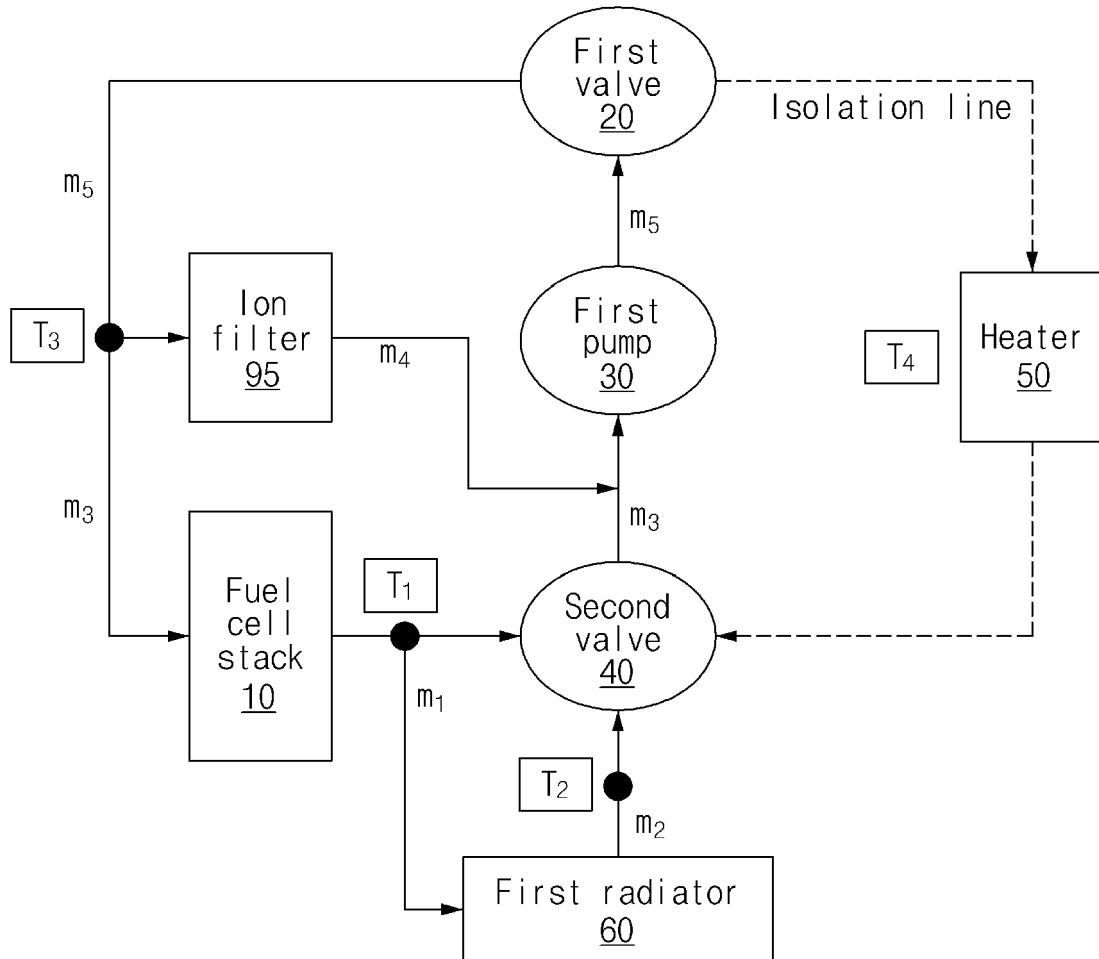 First
valve
20
Isolation line
m₅
m₅
Ion
filter
95
First
pump
30
T₃
T₄
Heater
50
m₄
m₃
m₃
Fuel
cell
stack
10
T₁
Second
valve
40
m₁
T₂
m₂
First radiator
60